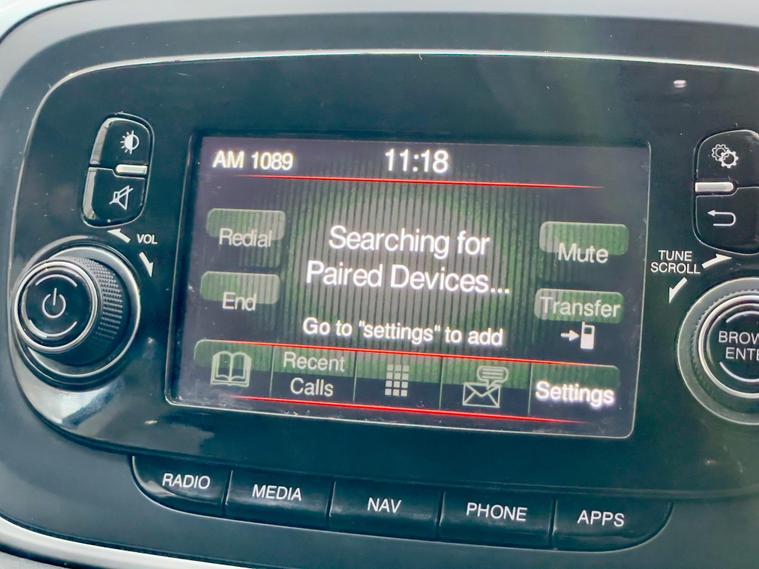 AM 1089
11:18
VOL
Redial
Searching for
Paired Devices...
Mute
TUNE
SCROLL
End
Transfer
Go to "settings" to add
Recent
Calls
Settings
RADIO
MEDIA
NAV
PHONE
APPS